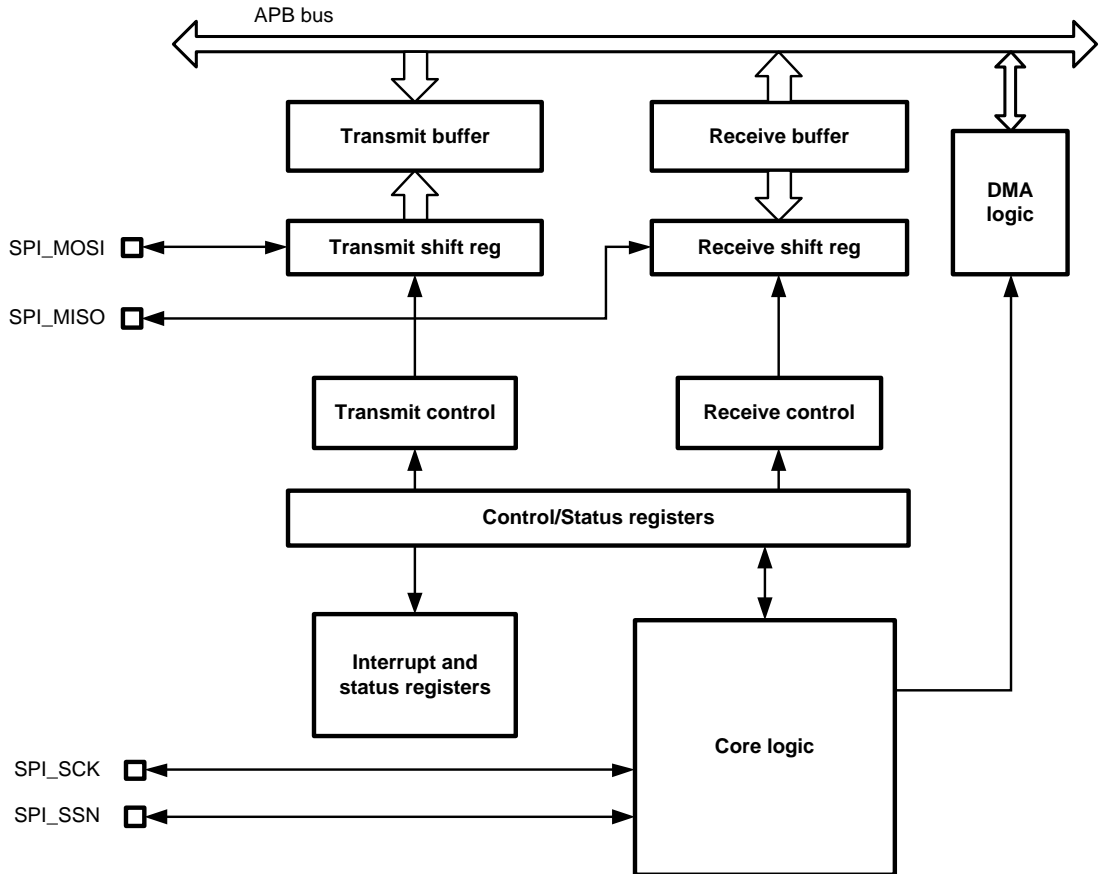 APB bus
Transmit buffer
Receive buffer
DMA
logic
SPI_MOSI
Transmit shift reg
Receive shift reg
SPI_MISO
Transmit control
Receive control
Control/Status registers
Interrupt and
status registers
Core logic
SPI_SCK
SPI_SSN